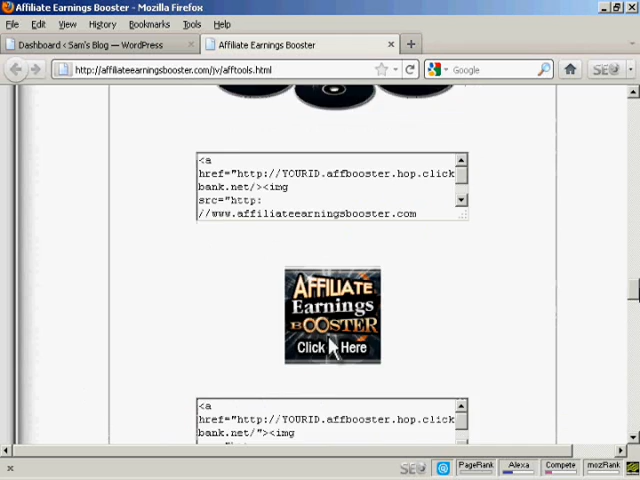 Affiliate Earnings Booster - Mozilla Firefox
File Edit View History Bookmarks Tools Help
Dashboard ‹ Sam's Blog — WordPress
Affiliate Earnings Booster
http://affiliateearningsbooster.com/jv/afftools.html
Google
SEO
<a
href="http://YOURID.affbooster.hop.click
bank.net/><img
src="http:
//www.affiliateearningsbooster.com
AFFILIATE
Earnings
BOOSTER
Click Here
<a
href="http://YOURID.affbooster.hop.click
bank.net/"><img
SEO
PageRank
Alexa
Compete
mozRank